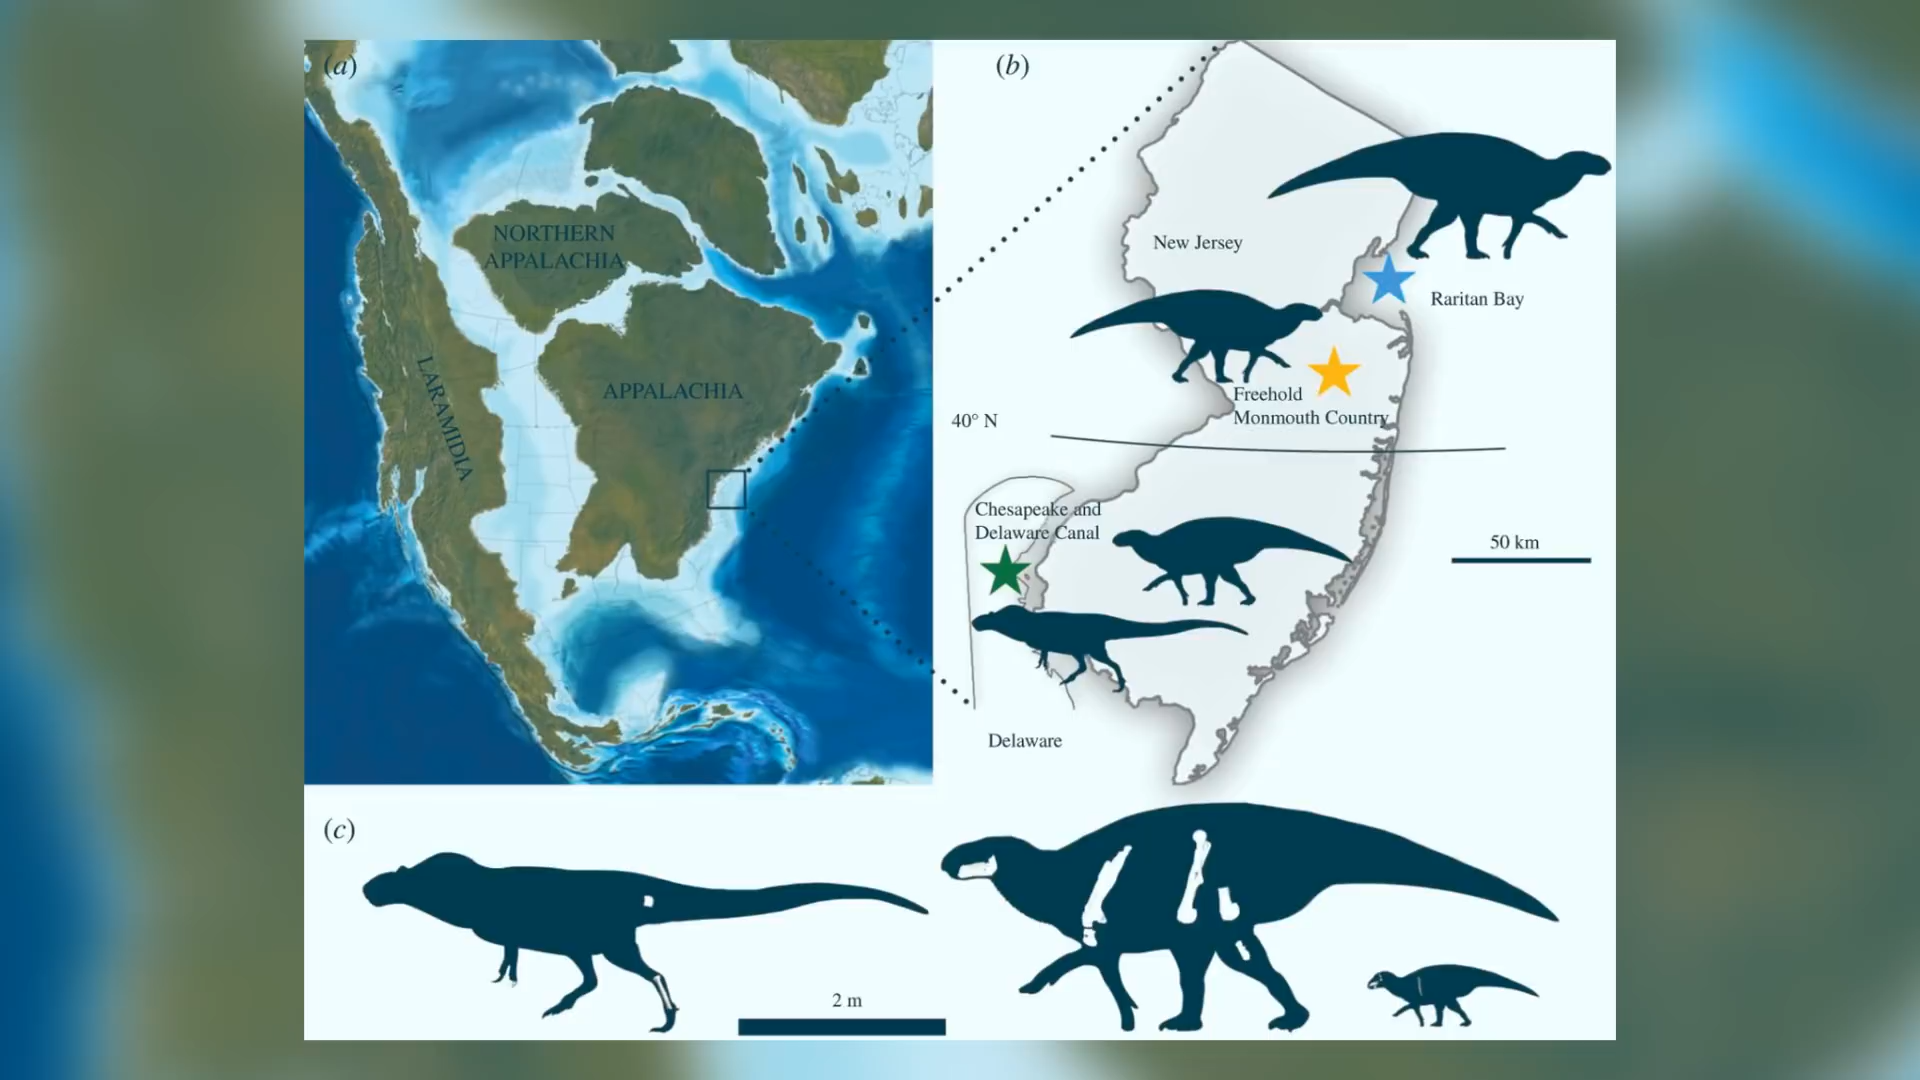 (a)
NORTHERN
APPALACHIA
LARAMIDIA
APPALACHIA
(b)
New Jersey
Raritan Bay
Freehold
Monmouth Country
40° N
Chesapeake and
Delaware Canal
50 km
Delaware
(c)
2 m